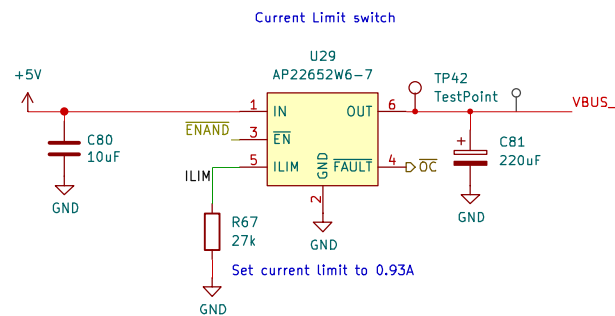 Current Limit switch
U29
AP22652W6-7
+5V
TP42
TestPoint
1
IN
OUT
6
VBUS_
ENAND
3
EN
C80
10uF
C81
220uF
+
5
ILIM
GND
FAULT
4
OC
ILIM
2
GND
GND
R67
27k
GND
Set current limit to 0.93A
GND